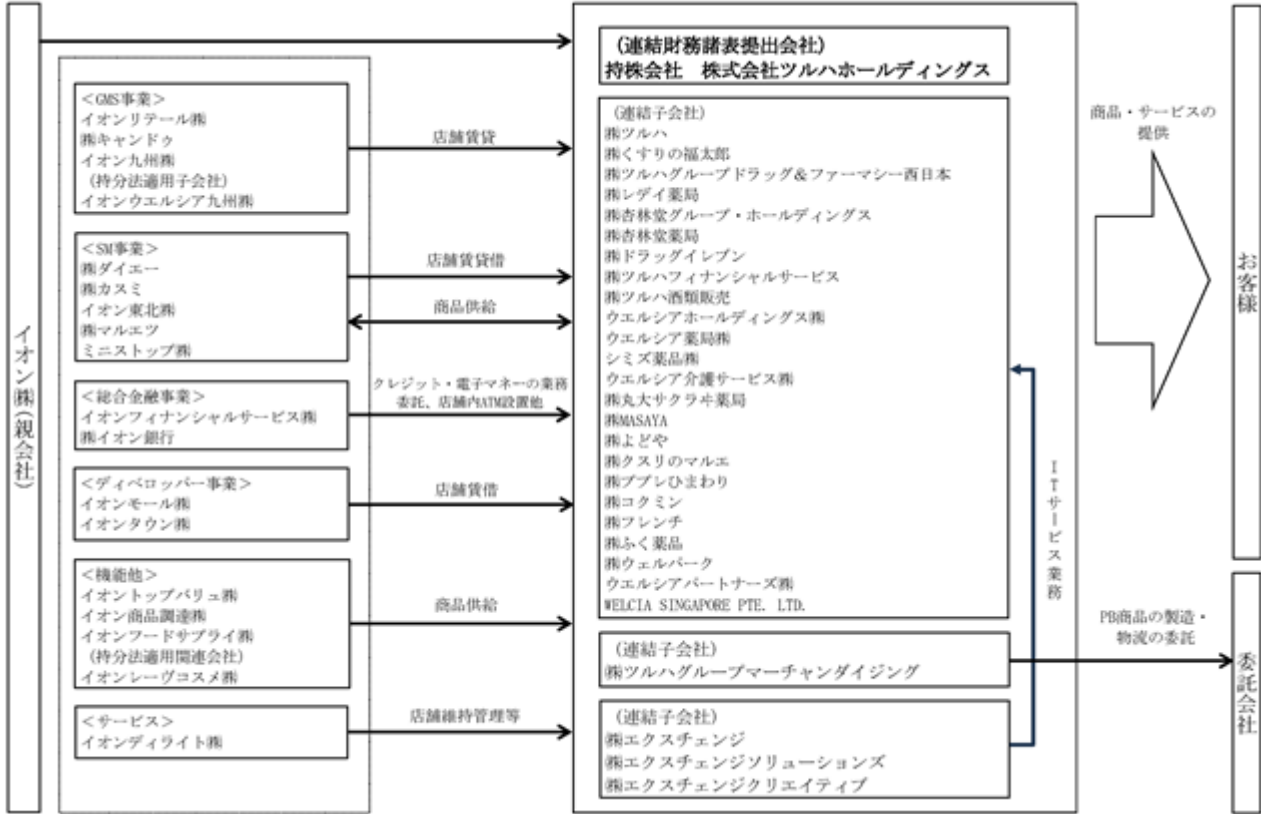 イオン㈱(親会社)
<GMS事業>
イオンリテール㈱
㈱キャンドゥ
イオン九州㈱
(持分法適用子会社)
イオンウエルシア九州㈱
店舗賃貸
<SM事業>
㈱ダイエー
㈱カスミ
イオン東北㈱
㈱マルエツ
ミニストップ㈱
店舗賃貸借
商品供給
<総合金融事業>
イオンフィナンシャルサービス㈱
㈱イオン銀行
クレジット・電子マネーの業務
委託、店舗内ATM設置他
<ディベロッパー事業>
イオンモール㈱
イオンタウン㈱
店舗賃借
<機能他>
イオントップバリュ㈱
イオン商品調達㈱
イオンフードサプライ㈱
(持分法適用関連会社)
イオンレーヴコスメ㈱
商品供給
<サービス>
イオンディライト㈱
店舗維持管理等
(連結財務諸表提出会社)
持株会社 株式会社ツルハホールディングス
(連結子会社)
㈱ツルハ
㈱くすりの福太郎
㈱ツルハグループドラッグ&ファーマシー西日本
㈱レデイ薬局
㈱杏林堂グループ・ホールディングス
㈱杏林堂薬局
㈱ドラッグイレブン
㈱ツルハフィナンシャルサービス
㈱ツルハ酒類販売
ウエルシアホールディングス㈱
ウエルシア薬局㈱
シミズ薬品㈱
ウエルシア介護サービス㈱
㈱丸大サクラヰ薬局
㈱MASAYA
㈱よどや
㈱クスリのマルエ
㈱ププレひまわり
㈱コクミン
㈱フレンチ
㈱ふく薬品
㈱ウェルパーク
ウエルシアパートナーズ㈱
WELCIA SINGAPORE PTE. LTD.
(連結子会社)
㈱ツルハグループマーチャンダイジング
(連結子会社)
㈱エクスチェンジ
㈱エクスチェンジソリューションズ
㈱エクスチェンジクリエイティブ
ITサービス業務
商品・サービスの
提供
お客様
PB商品の製造・
物流の委託
委託会社